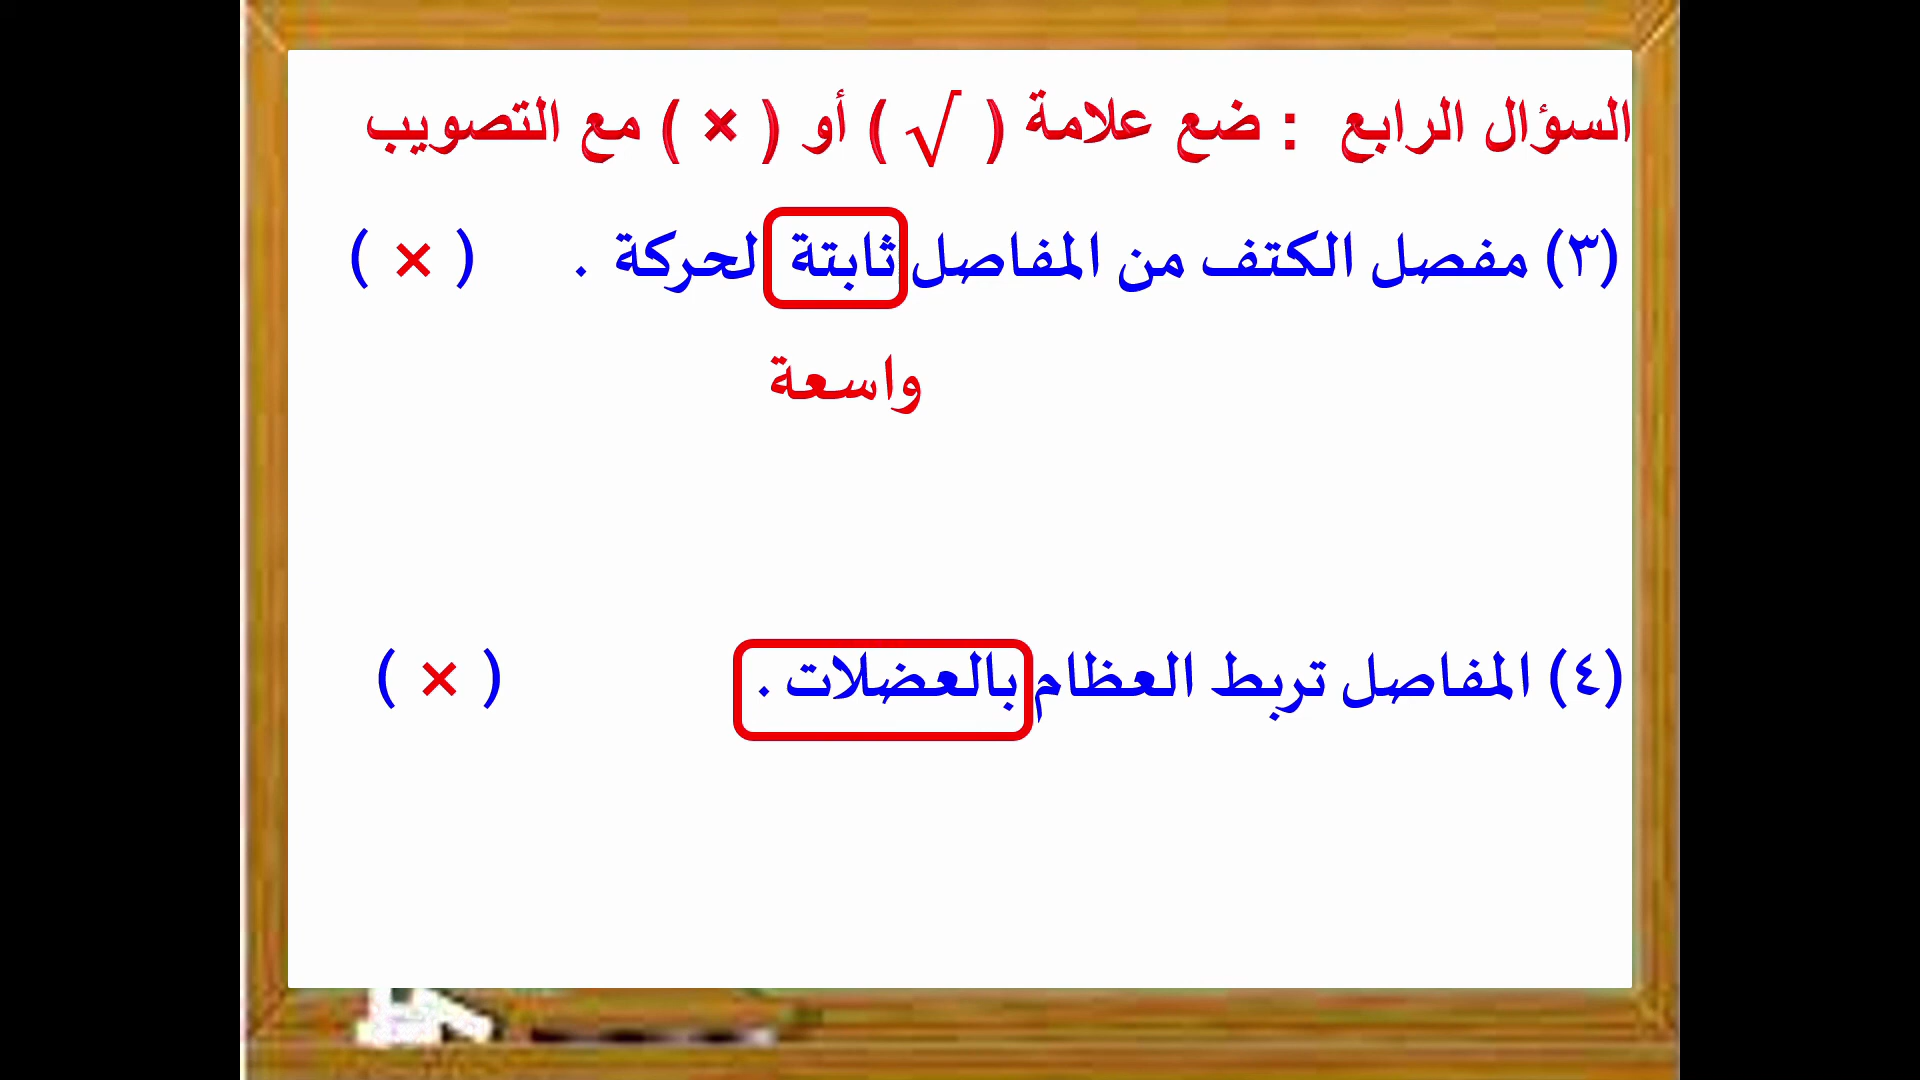 السؤال الرابع : ضع علامة ( √ ) أو ( × ) مع التصويب
(٣) مفصل الكتف من المفاصل ثابتة لحركة . ( × )
واسعة
(٤) المفاصل تربط العظام بالعضلات . ( × )